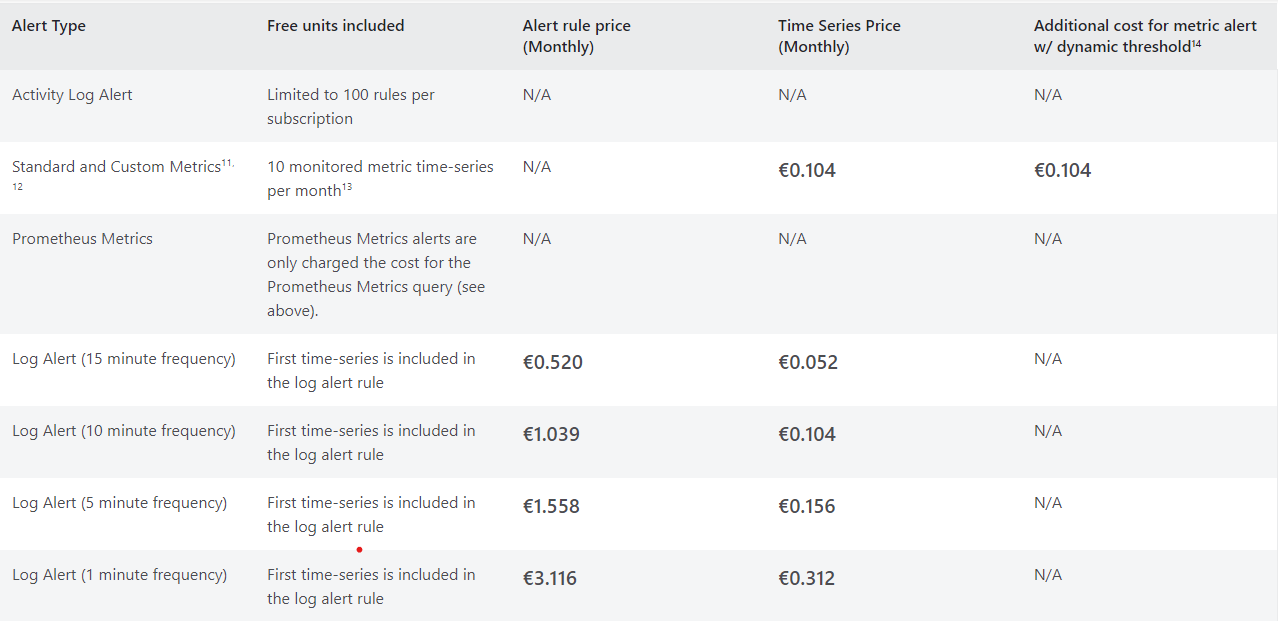 Alert Type
Free units included
Alert rule price
(Monthly)
Time Series Price
(Monthly)
Additional cost for metric alert
w/ dynamic threshold¹⁴
Activity Log Alert
Limited to 100 rules per
subscription
N/A
N/A
N/A
Standard and Custom Metrics¹¹,
¹²
10 monitored metric time-series
per month¹³
N/A
€0.104
€0.104
Prometheus Metrics
Prometheus Metrics alerts are
only charged the cost for the
Prometheus Metrics query (see
above).
N/A
N/A
N/A
Log Alert (15 minute frequency)
First time-series is included in
the log alert rule
€0.520
€0.052
N/A
Log Alert (10 minute frequency)
First time-series is included in
the log alert rule
€1.039
€0.104
N/A
Log Alert (5 minute frequency)
First time-series is included in
the log alert rule
€1.558
€0.156
N/A
Log Alert (1 minute frequency)
First time-series is included in
the log alert rule
€3.116
€0.312
N/A